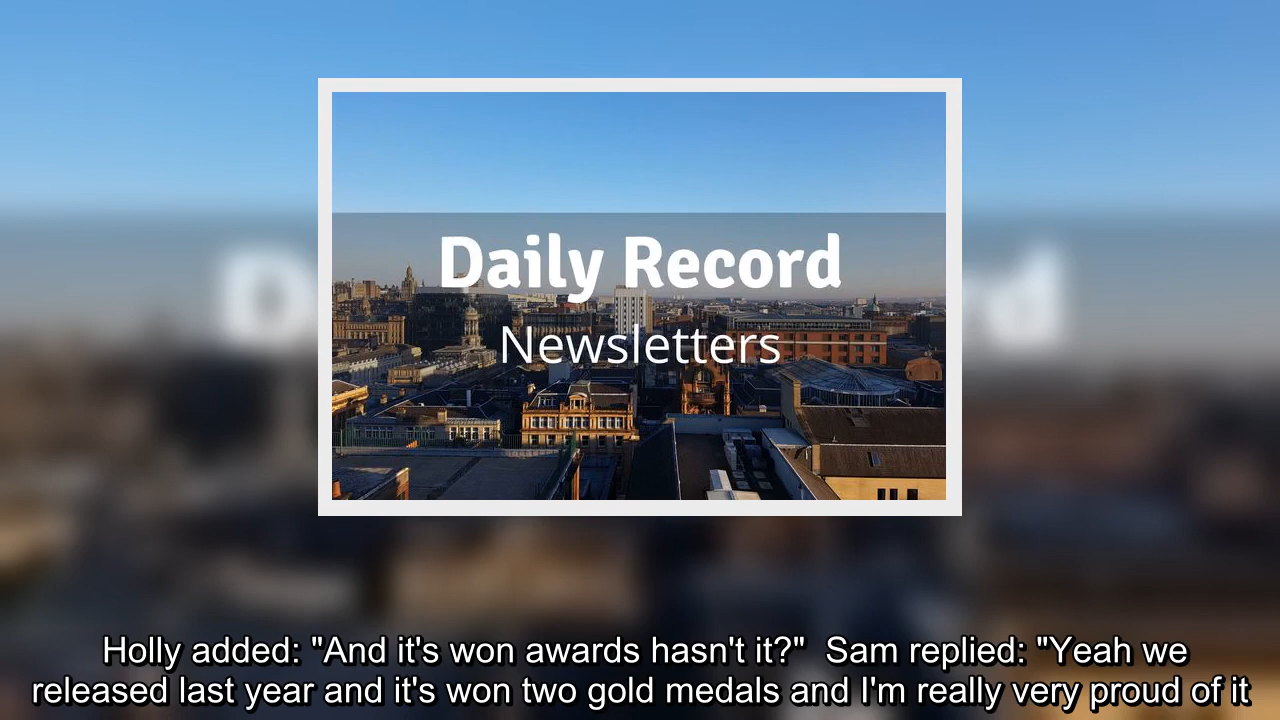 Daily Record
Newsletters
Holly added: "And it's won awards hasn't it?"  Sam replied: "Yeah we
released last year and it's won two gold medals and I'm really very proud of it